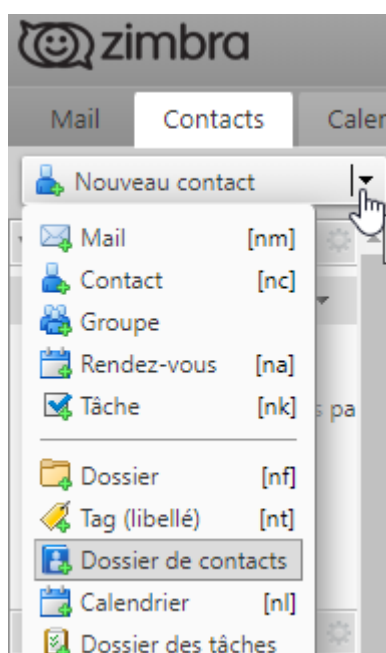 zimbra
Mail Contacts Caler
Nouveau contact
Mail [nm]
Contact [nc]
Groupe
Rendez-vous [na]
Tâche [nk]
s pa
Dossier [nf]
Tag (libellé) [nt]
Dossier de contacts
Calendrier [nl]
Dossier des tâches